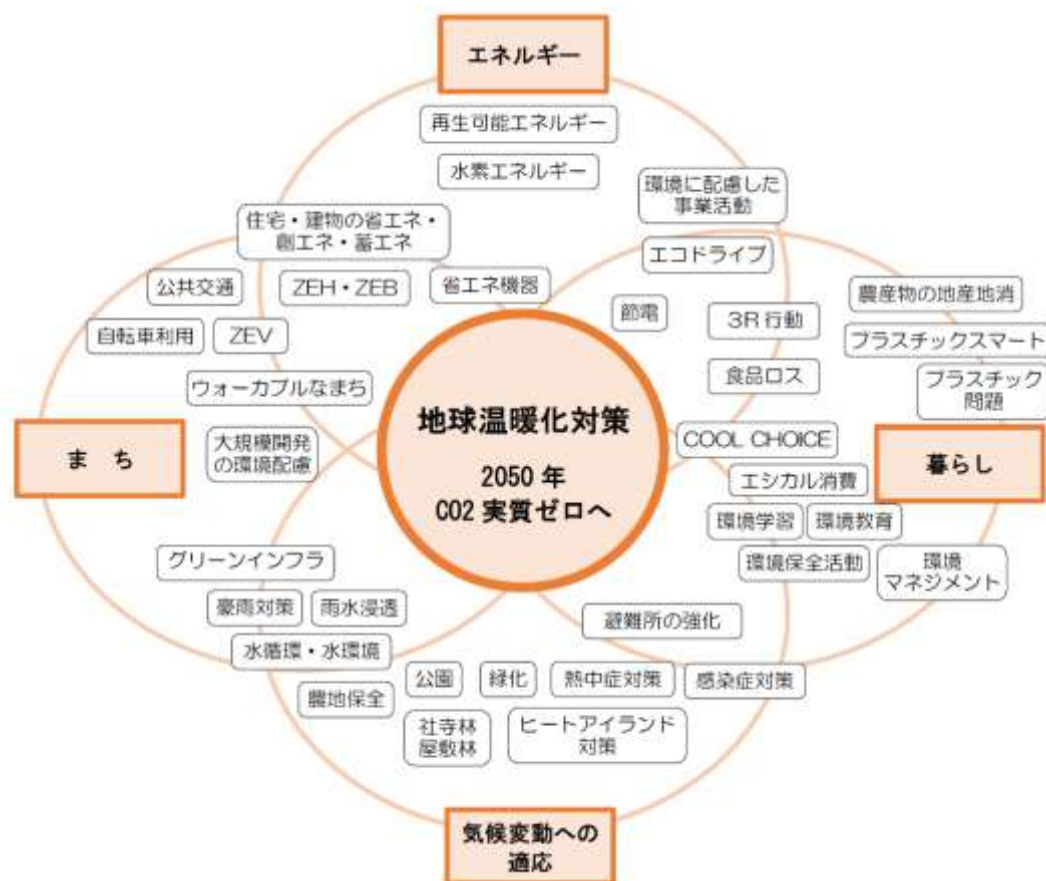 エネルギー
再生可能エネルギー
水素エネルギー
環境に配慮した
事業活動
住宅・建物の省エネ・
創エネ・蓄エネ
エコドライブ
公共交通
ZEH・ZEB
省エネ機器
農産物の地産地消
節電
3R 行動
自転車利用
ZEV
プラスチックスマート
ウォーカブルなまち
食品ロス
プラスチック
問題
地球温暖化対策
2050 年
CO2 実質ゼロへ
まち
大規模開発
の環境配慮
COOL CHOICE
暮らし
エシカル消費
環境学習
環境教育
グリーンインフラ
環境保全活動
環境
マネジメント
豪雨対策
雨水浸透
避難所の強化
水循環・水環境
公園
緑化
熱中症対策
感染症対策
農地保全
社寺林
屋敷林
ヒートアイランド
対策
気候変動への
適応